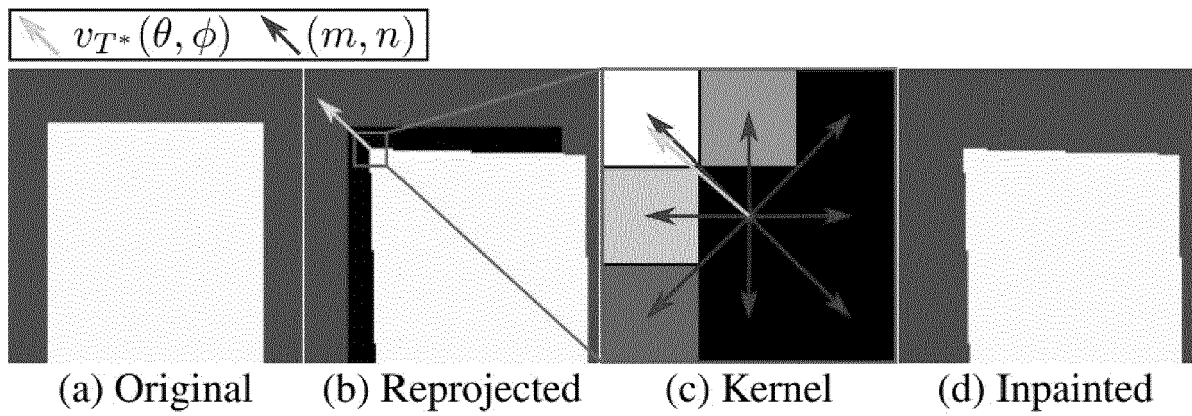 v_{T*}(θ, ϕ) (m, n)
(a) Original (b) Reprojected (c) Kernel (d) Inpainted